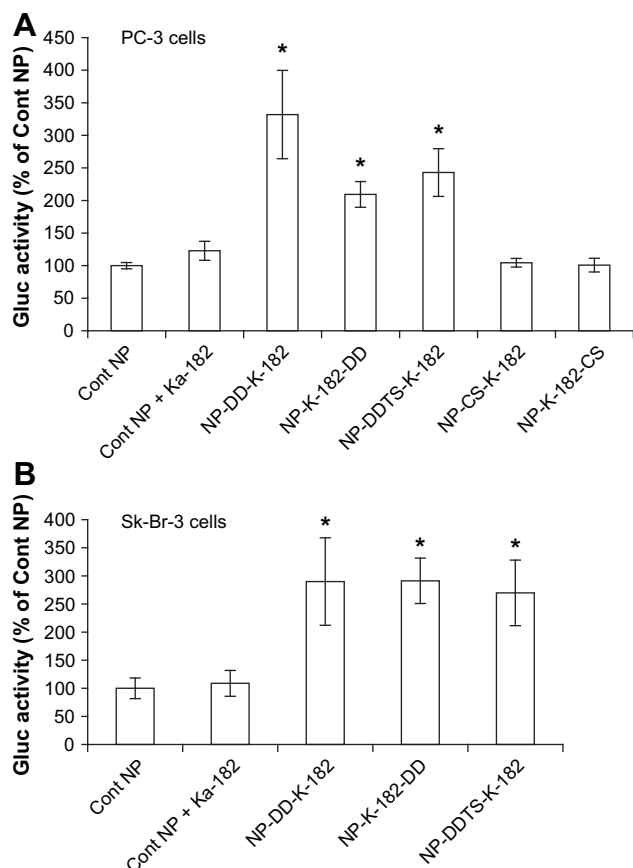 A
PC-3 cells
Gluc activity (% of Cont NP)
450
400
350
300
250
200
150
100
50
0
*
*
*
Cont NP
Cont NP + Ka-182
NP-DD-K-182
NP-K-182-DD
NP-DDTS-K-182
NP-CS-K-182
NP-K-182-CS
B
Sk-Br-3 cells
Gluc activity (% of Cont NP)
400
350
300
250
200
150
100
50
0
*
*
*
Cont NP
Cont NP + Ka-182
NP-DD-K-182
NP-K-182-DD
NP-DDTS-K-182